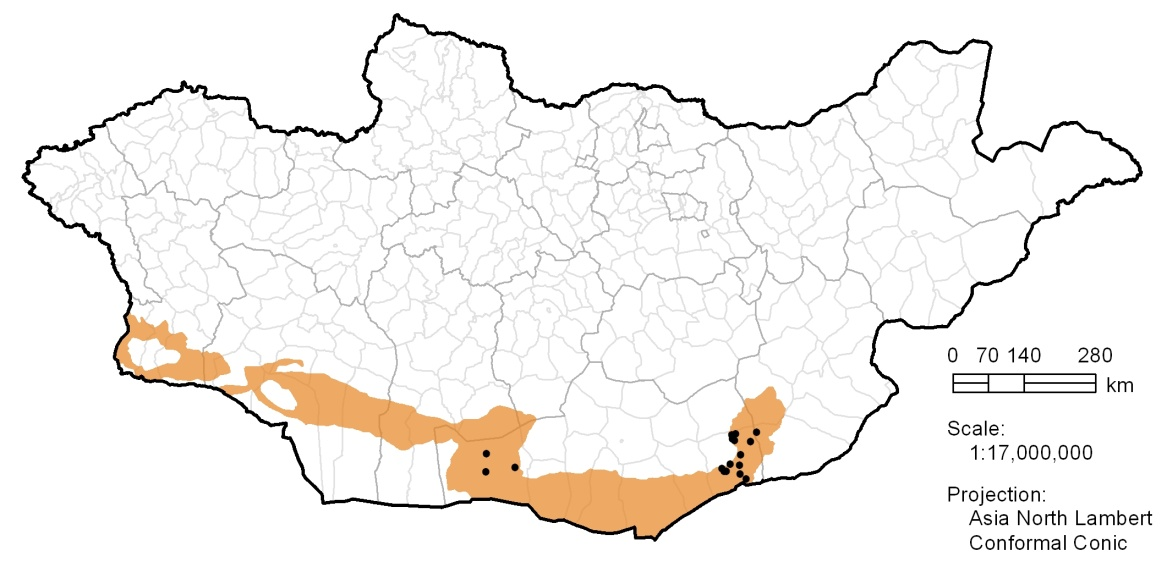 0 70 140 280
km
Scale:
1:17,000,000
Projection:
Asia North Lambert
Conformal Conic